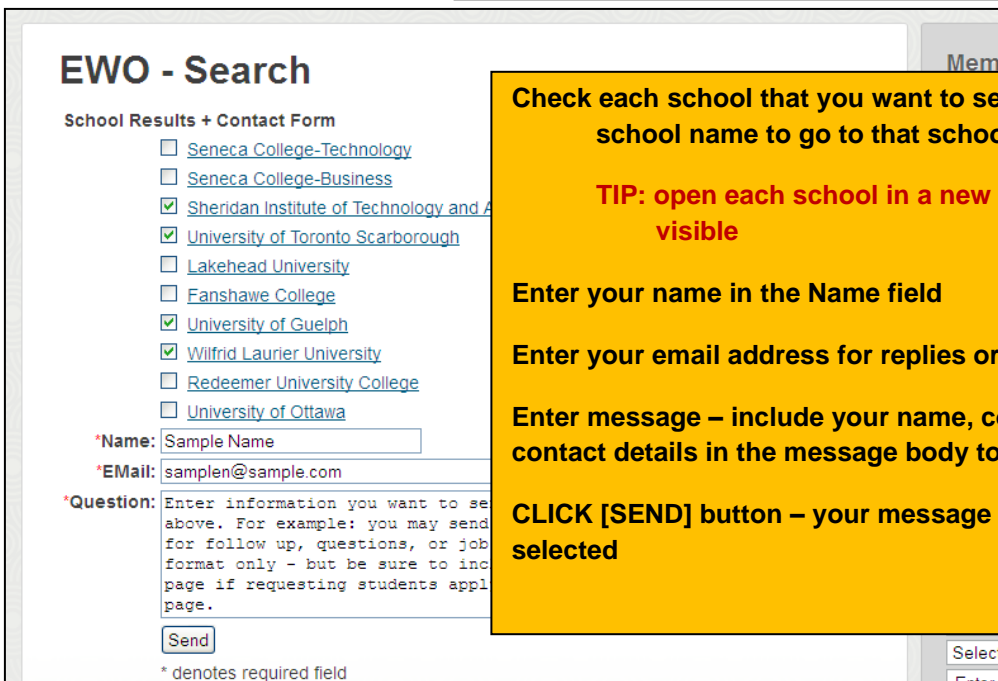 EWO - Search
School Results + Contact Form
Seneca College-Technology
Seneca College-Business
Sheridan Institute of Technology and A
University of Toronto Scarborough
Lakehead University
Fanshawe College
University of Guelph
Wilfrid Laurier University
Redeemer University College
University of Ottawa
*Name: Sample Name
*EMail: samplen@sample.com
*Question: Enter information you want to se
above. For example: you may send
for follow up, questions, or job
format only - but be sure to inc
page if requesting students appl
page.
Send
* denotes required field
Check each school that you want to se
school name to go to that schoo
TIP: open each school in a new
visible
Enter your name in the Name field
Enter your email address for replies or
Enter message – include your name, co
contact details in the message body to
CLICK [SEND] button – your message
selected
Mem
Selec